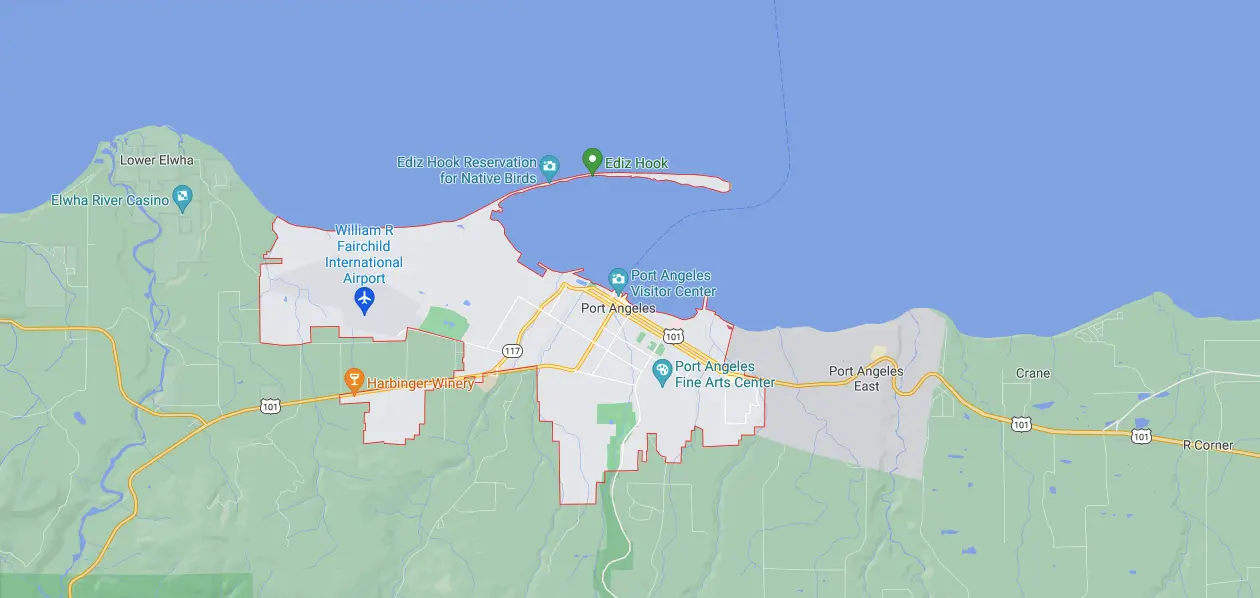 Lower Elwha
Ediz Hook Reservation
for Native Birds
Ediz Hook
Elwha River Casino
William R
Fairchild
International
Airport
Port Angeles
Visitor Center
Port Angeles
101
117
Port Angeles
Fine Arts Center
Port Angeles
East
Crane
Harbinger Winery
101
101
101
R Corner